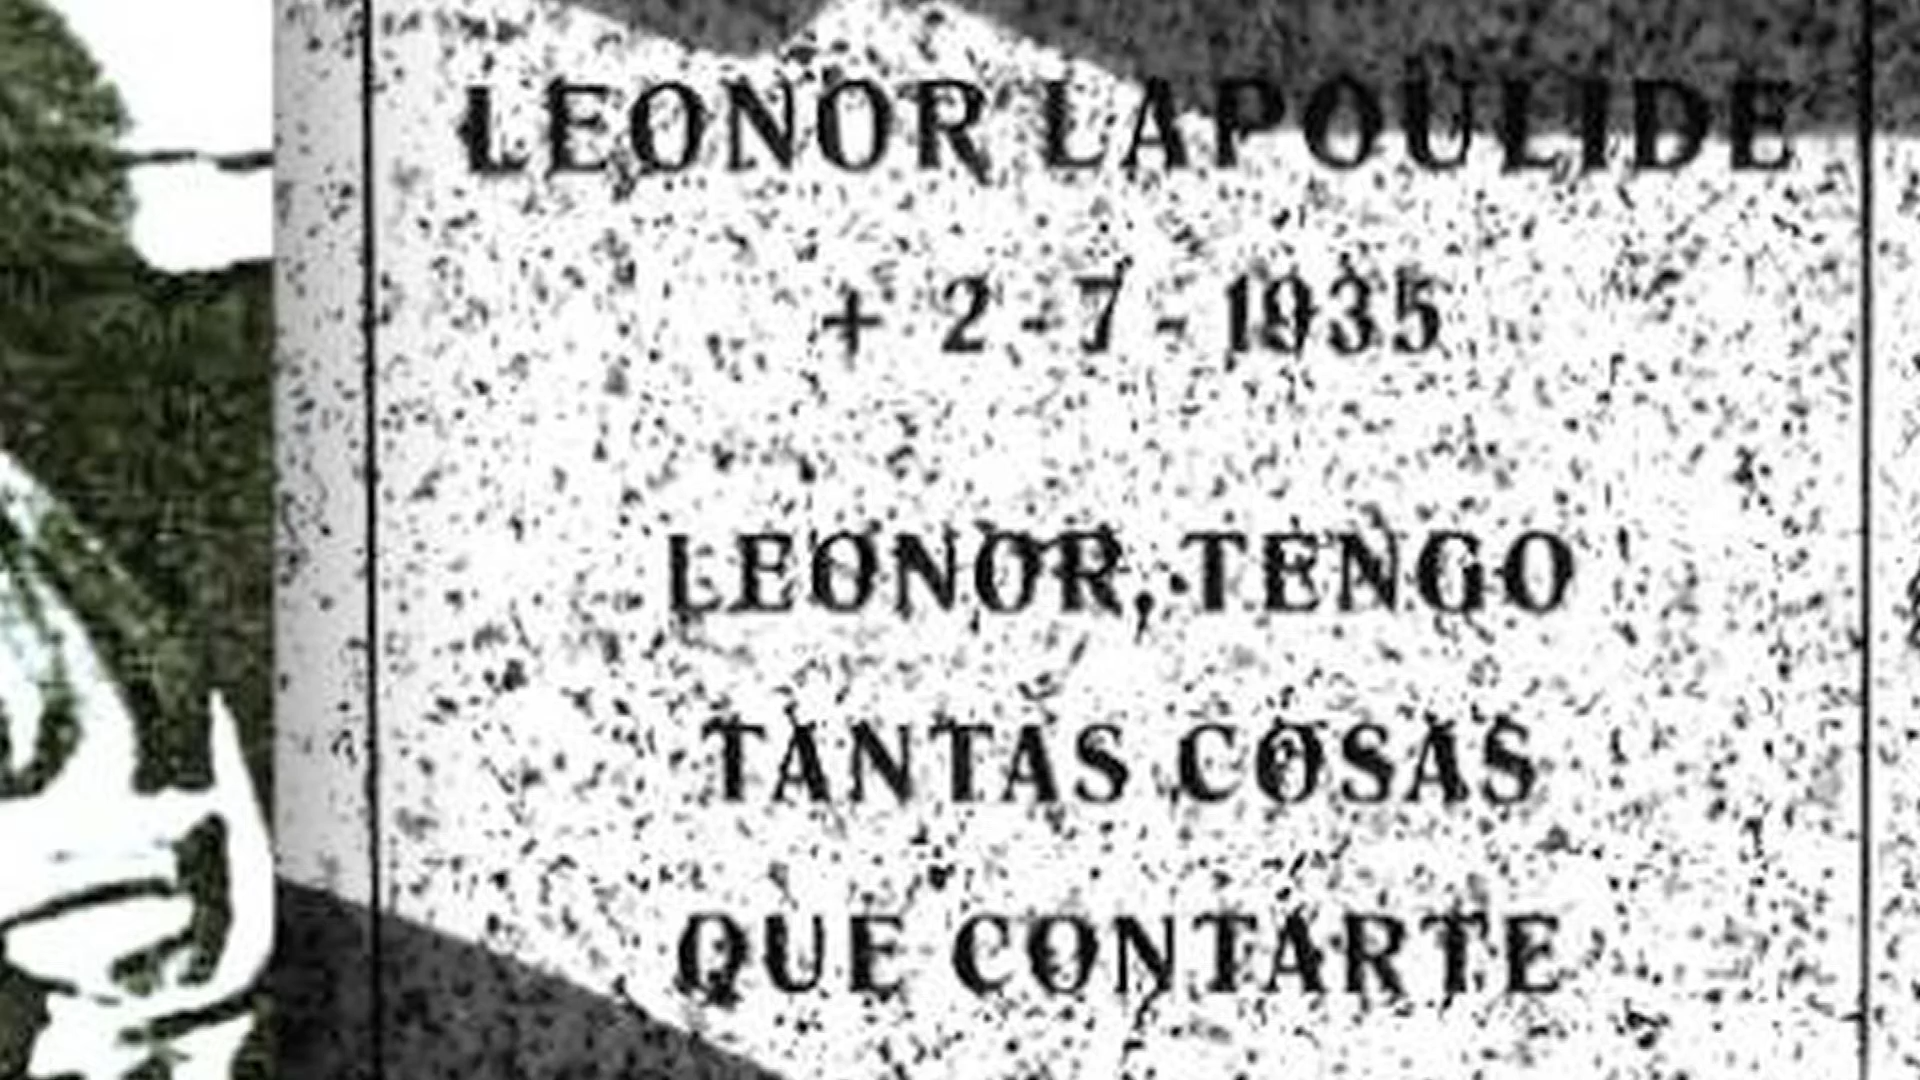 LEONOR LAPOULIDE
+ 2-7-1935
LEONOR, TENGO
TANTAS COSAS
QUE CONTARTE